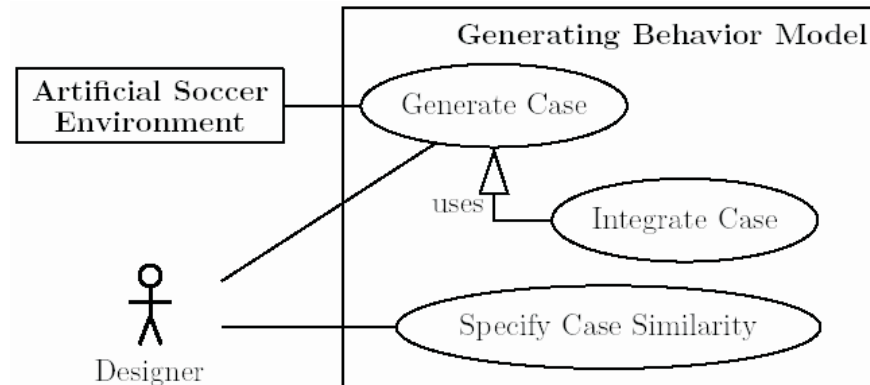 Generating Behavior Model
Artificial Soccer
Environment
Generate Case
uses
Integrate Case
Specify Case Similarity
Designer